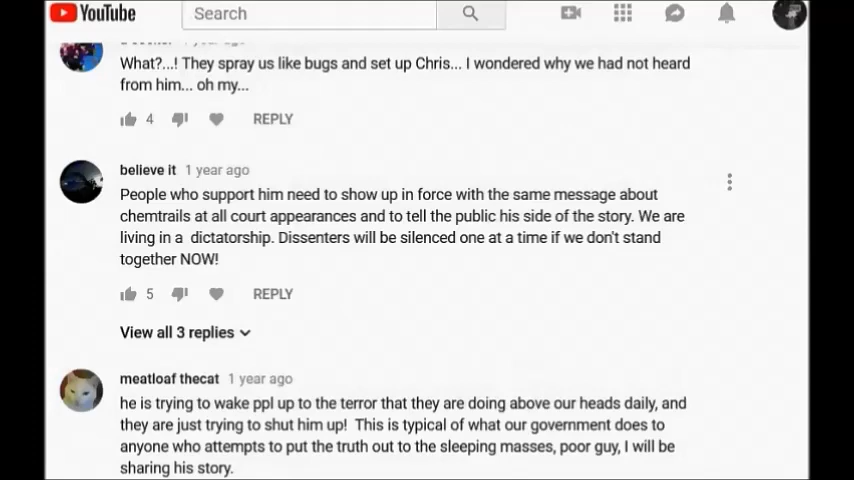 YouTube
Search
1 year ago
What?...! They spray us like bugs and set up Chris... I wondered why we had not heard
from him... oh my...
4 REPLY
believe it 1 year ago
People who support him need to show up in force with the same message about
chemtrails at all court appearances and to tell the public his side of the story. We are
living in a dictatorship. Dissenters will be silenced one at a time if we don't stand
together NOW!
5 REPLY
View all 3 replies
meatloaf thecat 1 year ago
he is trying to wake ppl up to the terror that they are doing above our heads daily, and
they are just trying to shut him up! This is typical of what our government does to
anyone who attempts to put the truth out to the sleeping masses, poor guy, I will be
sharing his story.